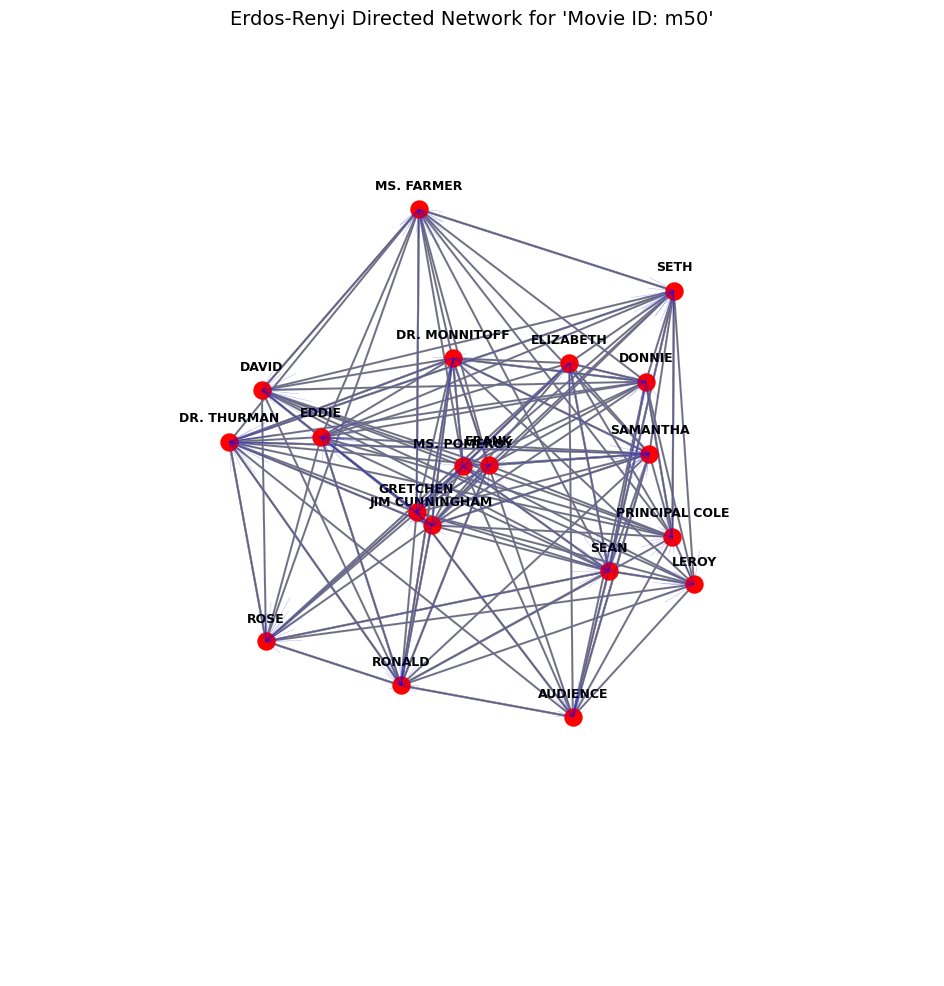 Erdos-Renyi Directed Network for 'Movie ID: m50'
MS. FARMER
SETH
DR. MONNITOFF
ELIZABETH
DONNIE
DAVID
EDDIE
DR. THURMAN
SAMANTHA
MS. POMEROY
FRANK
GRETCHEN
JIM CUNNINGHAM
PRINCIPAL COLE
SEAN
LEROY
ROSE
RONALD
AUDIENCE